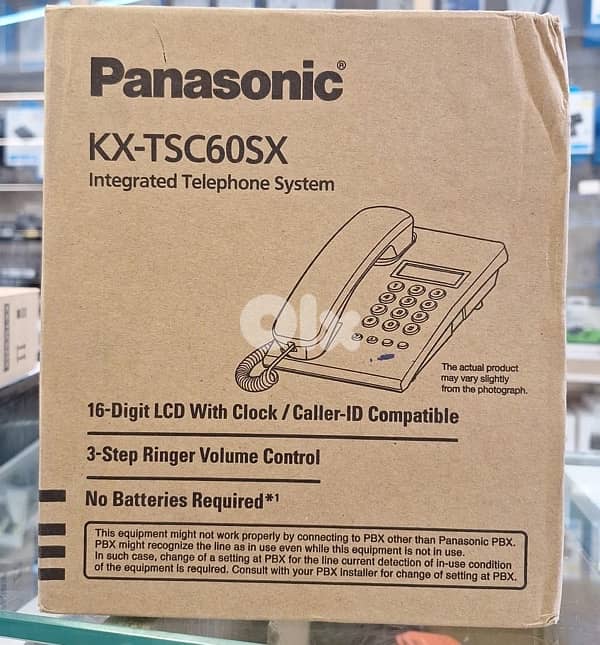 Panasonic®
KX-TSC60SX
Integrated Telephone System
olx
The actual product
may vary slightly
from the photograph.
16-Digit LCD With Clock / Caller-ID Compatible
3-Step Ringer Volume Control
No Batteries Required*1
This equipment might not work properly by connecting to PBX other than Panasonic PBX.
PBX might recognize the line as in use even while this equipment is not in use.
In such case, change of a setting at PBX for the line current detection of in-use condition
of the equipment is required. Consult with your PBX installer for change of setting at PBX.